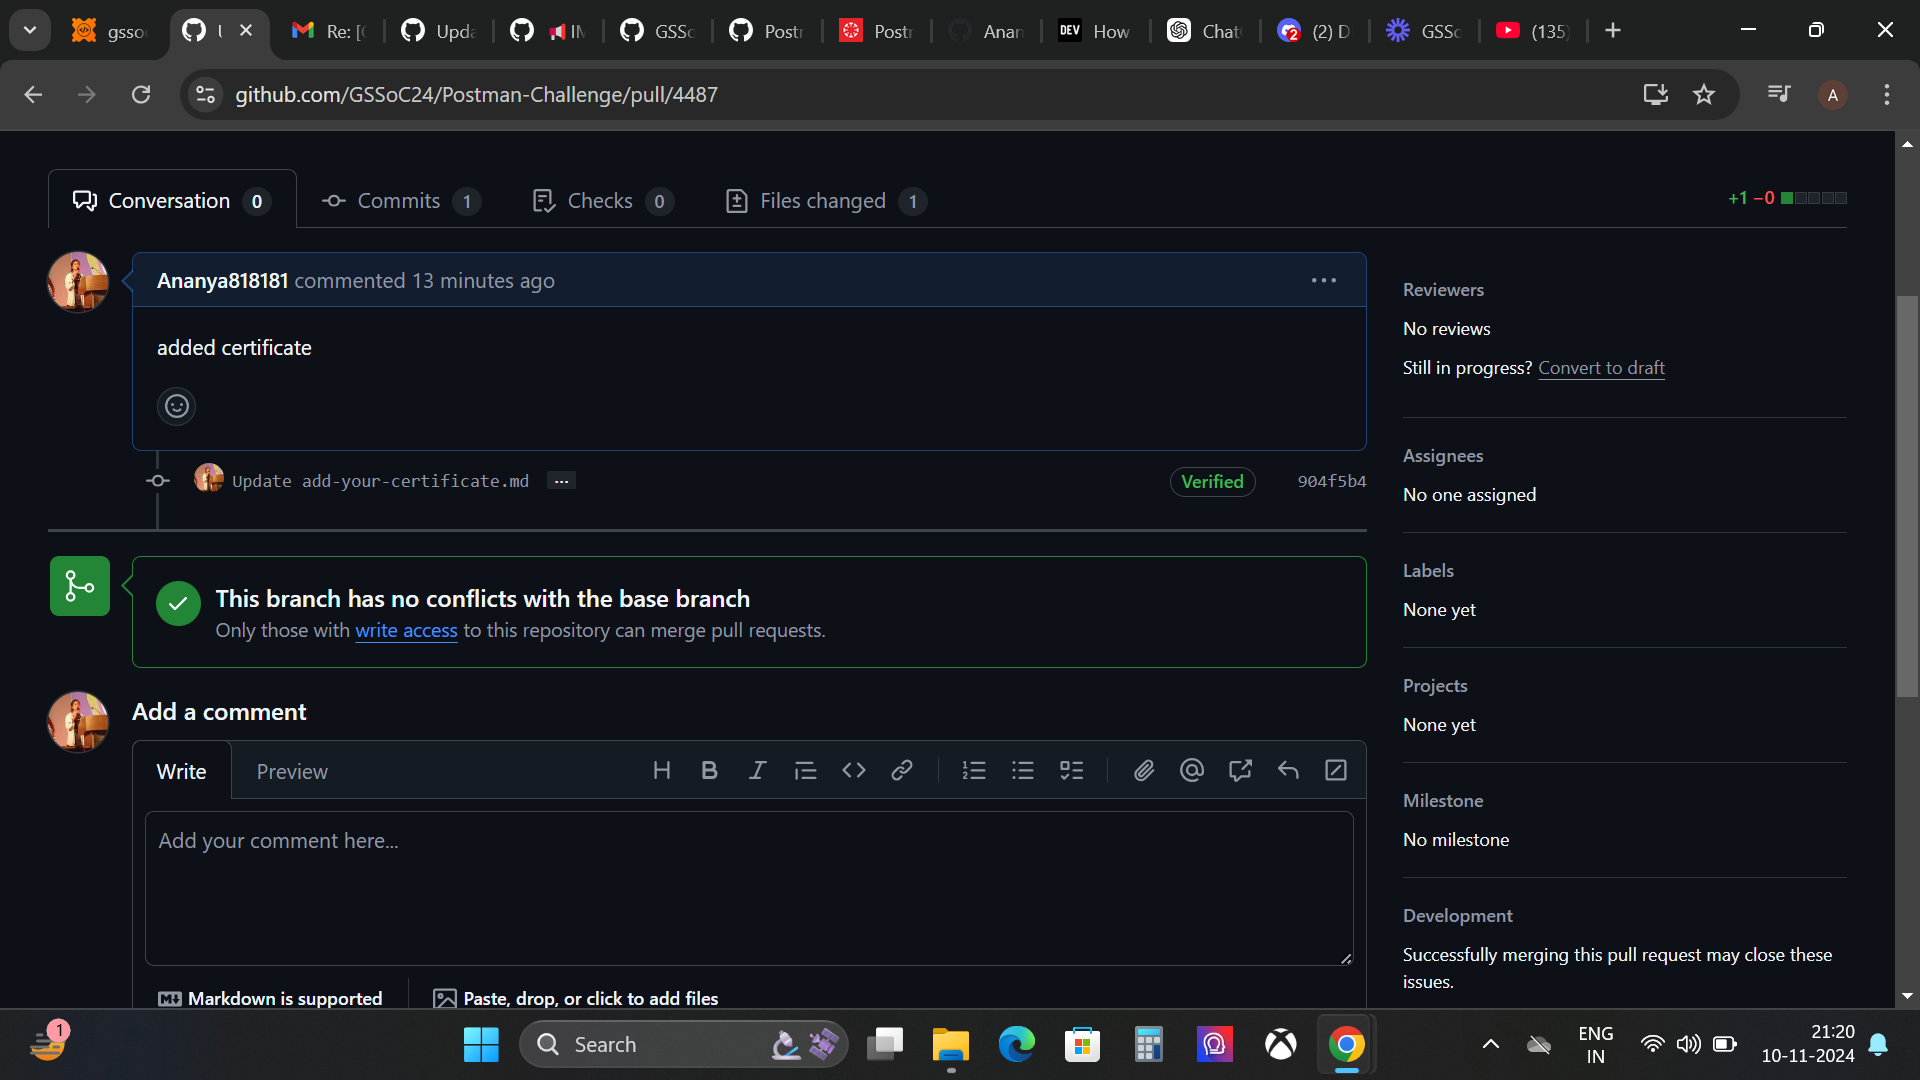 gsso
Re: [
Upda
IM
GSSo
Postr
Postr
Anan
DEV How
Chat
(2) D
GSSo
(135)
github.com/GSSoC24/Postman-Challenge/pull/4487
A
Conversation 0
Commits 1
Checks 0
Files changed 1
+1 −0
Ananya818181 commented 13 minutes ago
added certificate
Update add-your-certificate.md ...
Verified
904f5b4
This branch has no conflicts with the base branch
Only those with write access to this repository can merge pull requests.
Add a comment
Write
Preview
Add your comment here...
Markdown is supported
Paste, drop, or click to add files
Reviewers
No reviews
Still in progress? Convert to draft
Assignees
No one assigned
Labels
None yet
Projects
None yet
Milestone
No milestone
Development
Successfully merging this pull request may close these
issues.
1
Search
ENG
IN
21:20
10-11-2024